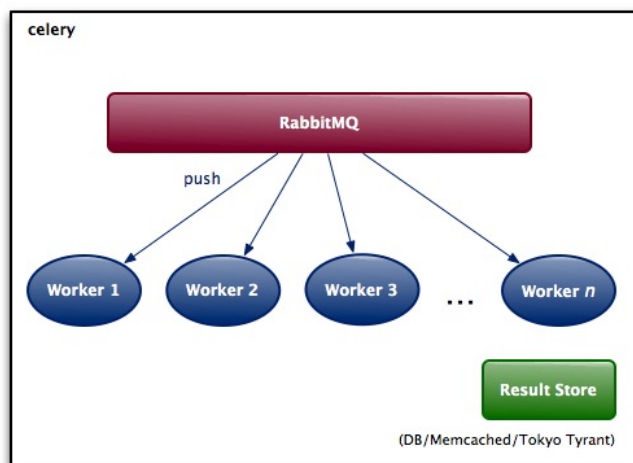 celery
RabbitMQ
push
Worker 1
Worker 2
Worker 3
...
Worker n
Result Store
(DB/Memcached/Tokyo Tyrant)